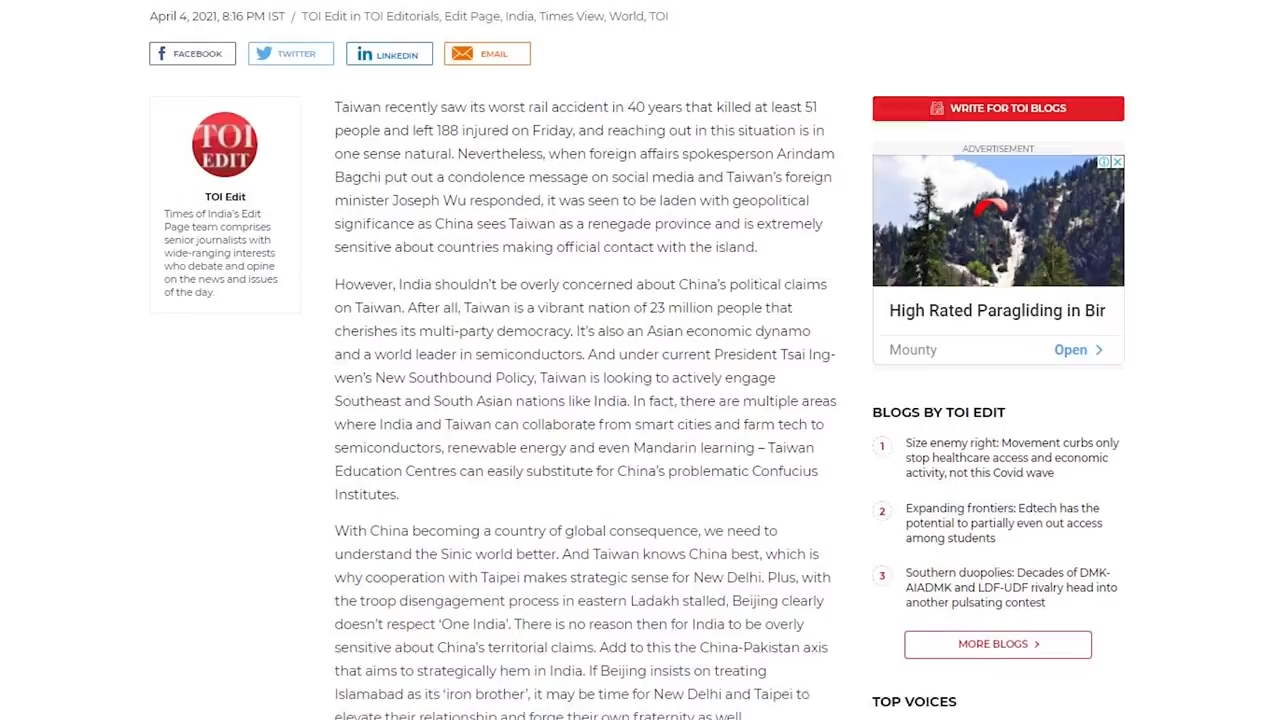 April 4, 2021, 8:16 PM IST / TOI Edit in TOI Editorials, Edit Page, India, Times View, World, TOI
FACEBOOK
TWITTER
LINKEDIN
EMAIL
TOI
EDIT
TOI Edit
Times of India's Edit
Page team comprises
senior journalists with
wide-ranging interests
who debate and opine
on the news and issues
of the day.
Taiwan recently saw its worst rail accident in 40 years that killed at least 51
people and left 188 injured on Friday, and reaching out in this situation is in
one sense natural. Nevertheless, when foreign affairs spokesperson Arindam
Bagchi put out a condolence message on social media and Taiwan's foreign
minister Joseph Wu responded, it was seen to be laden with geopolitical
significance as China sees Taiwan as a renegade province and is extremely
sensitive about countries making official contact with the island.
However, India shouldn't be overly concerned about China's political claims
on Taiwan. After all, Taiwan is a vibrant nation of 23 million people that
cherishes its multi-party democracy. It's also an Asian economic dynamo
and a world leader in semiconductors. And under current President Tsai Ing-
wen's New Southbound Policy, Taiwan is looking to actively engage
Southeast and South Asian nations like India. In fact, there are multiple areas
where India and Taiwan can collaborate from smart cities and farm tech to
semiconductors, renewable energy and even Mandarin learning – Taiwan
Education Centres can easily substitute for China's problematic Confucius
Institutes.
With China becoming a country of global consequence, we need to
understand the Sinic world better. And Taiwan knows China best, which is
why cooperation with Taipei makes strategic sense for New Delhi. Plus, with
the troop disengagement process in eastern Ladakh stalled, Beijing clearly
doesn't respect 'One India'. There is no reason then for India to be overly
sensitive about China's territorial claims. Add to this the China-Pakistan axis
that aims to strategically hem in India. If Beijing insists on treating
Islamabad as its 'iron brother', it may be time for New Delhi and Taipei to
elevate their relationship and forge their own fraternity as well
WRITE FOR TOI BLOGS
ADVERTISEMENT
High Rated Paragliding in Bir
Mounty
Open
BLOGS BY TOI EDIT
1
Size enemy right: Movement curbs only
stop healthcare access and economic
activity, not this Covid wave
2
Expanding frontiers: Edtech has the
potential to partially even out access
among students
3
Southern duopolies: Decades of DMK-
AIADMK and LDF-UDF rivalry head into
another pulsating contest
MORE BLOGS
TOP VOICES